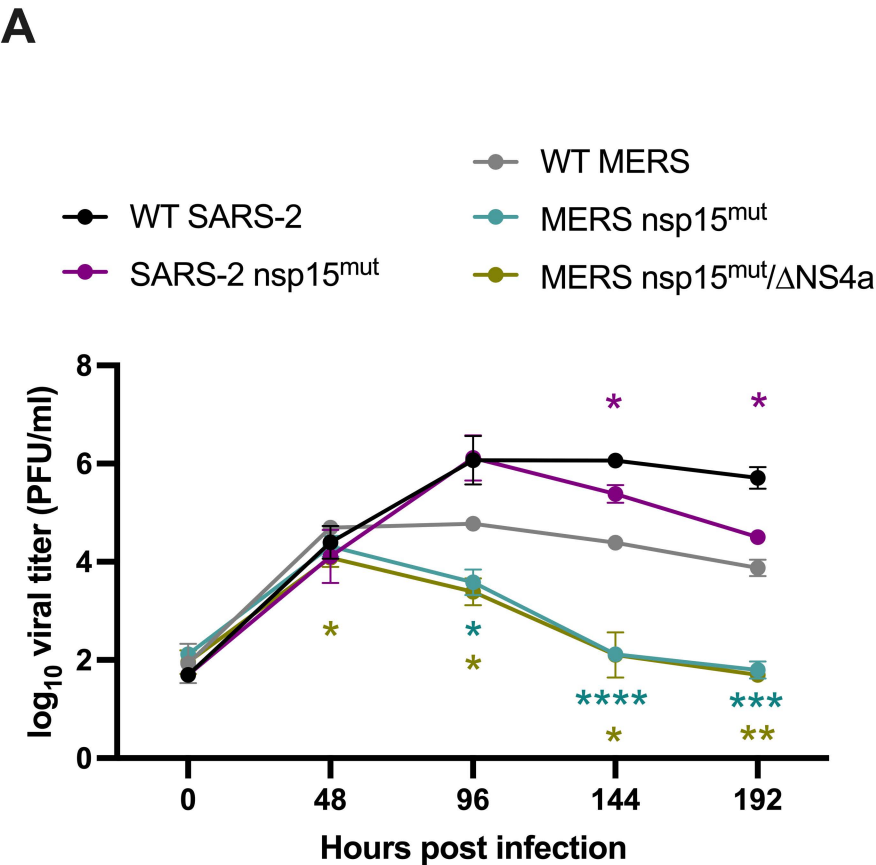 A
WT SARS-2
SARS-2 nsp15mut
WT MERS
MERS nsp15mut
MERS nsp15mut/ΔNS4a
log10 viral titer (PFU/ml)
8
6
4
2
0
* *
* *
*
**** ***
* **
0 48 96 144 192
Hours post infection